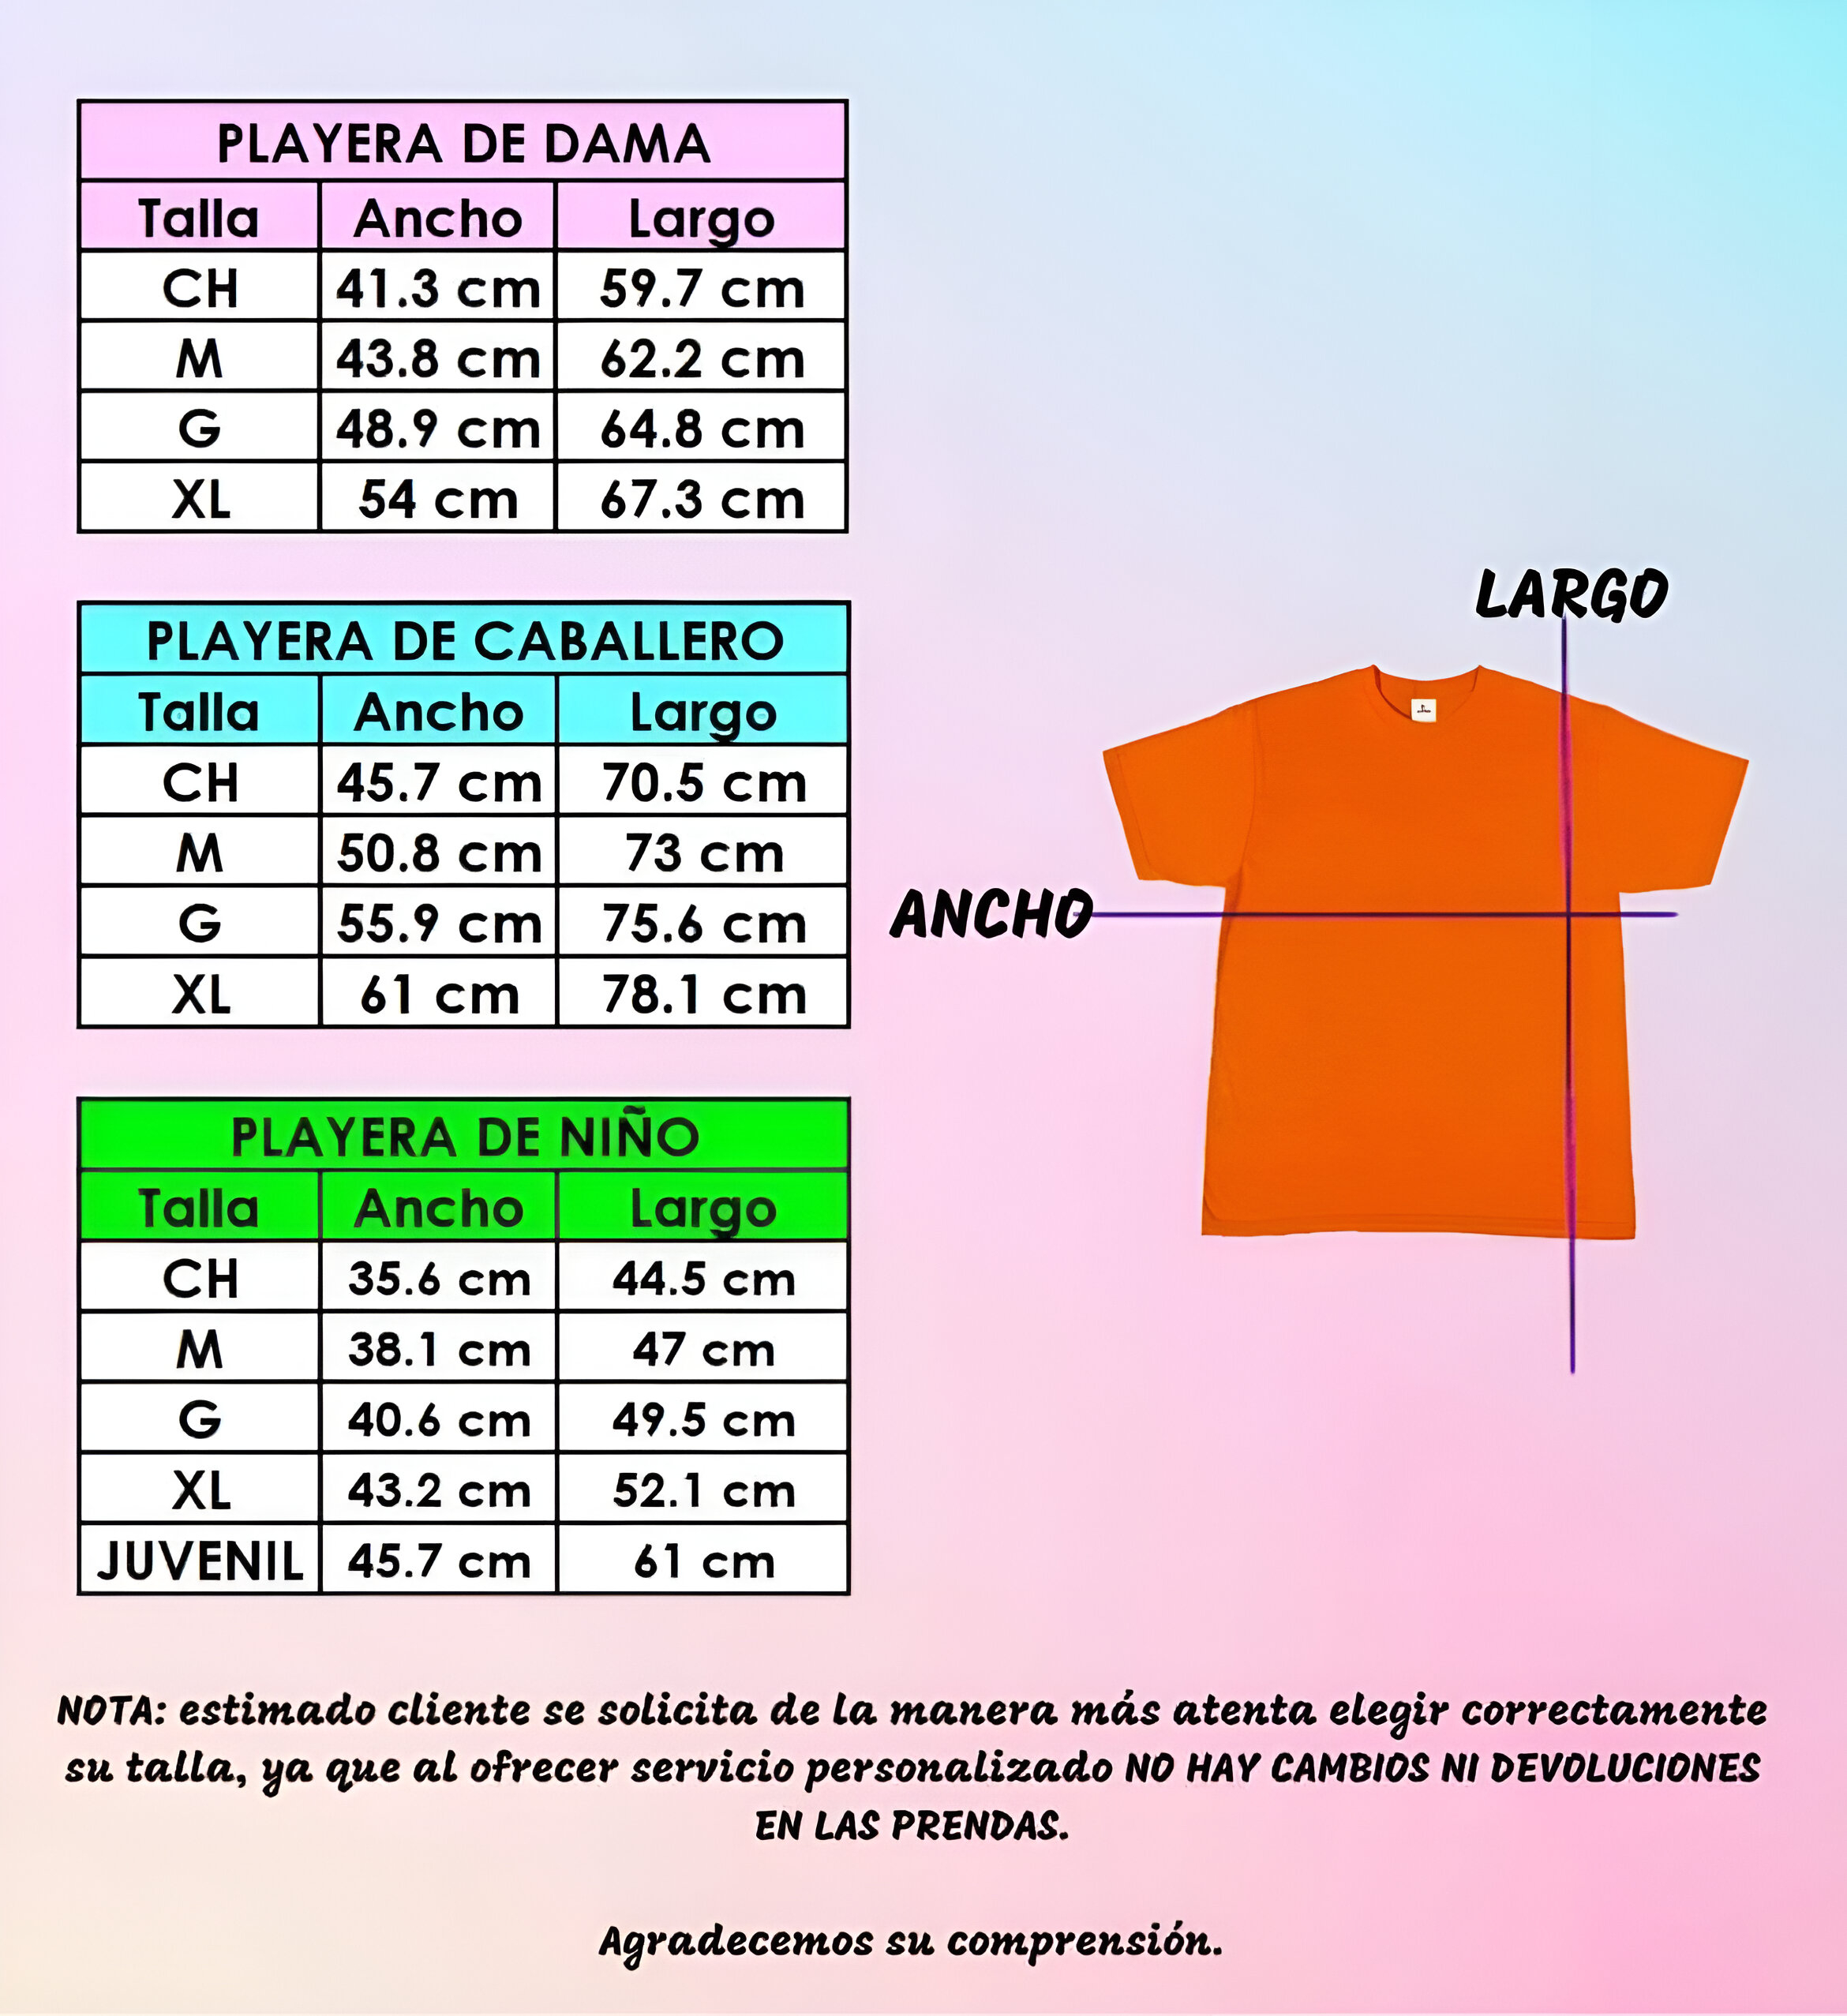 PLAYERA DE DAMA
Talla Ancho Largo
CH 41.3 cm 59.7 cm
M 43.8 cm 62.2 cm
G 48.9 cm 64.8 cm
XL 54 cm 67.3 cm
PLAYERA DE CABALLERO
Talla Ancho Largo
CH 45.7 cm 70.5 cm
M 50.8 cm 73 cm
G 55.9 cm 75.6 cm
XL 61 cm 78.1 cm
PLAYERA DE NIÑO
Talla Ancho Largo
CH 35.6 cm 44.5 cm
M 38.1 cm 47 cm
G 40.6 cm 49.5 cm
XL 43.2 cm 52.1 cm
JUVENIL 45.7 cm 61 cm
LARGO
ANCHO
NOTA: estimado cliente se solicita de la manera más atenta elegir correctamente
su talla, ya que al ofrecer servicio personalizado NO HAY CAMBIOS NI DEVOLUCIONES
EN LAS PRENDAS.
Agradecemos su comprensión.